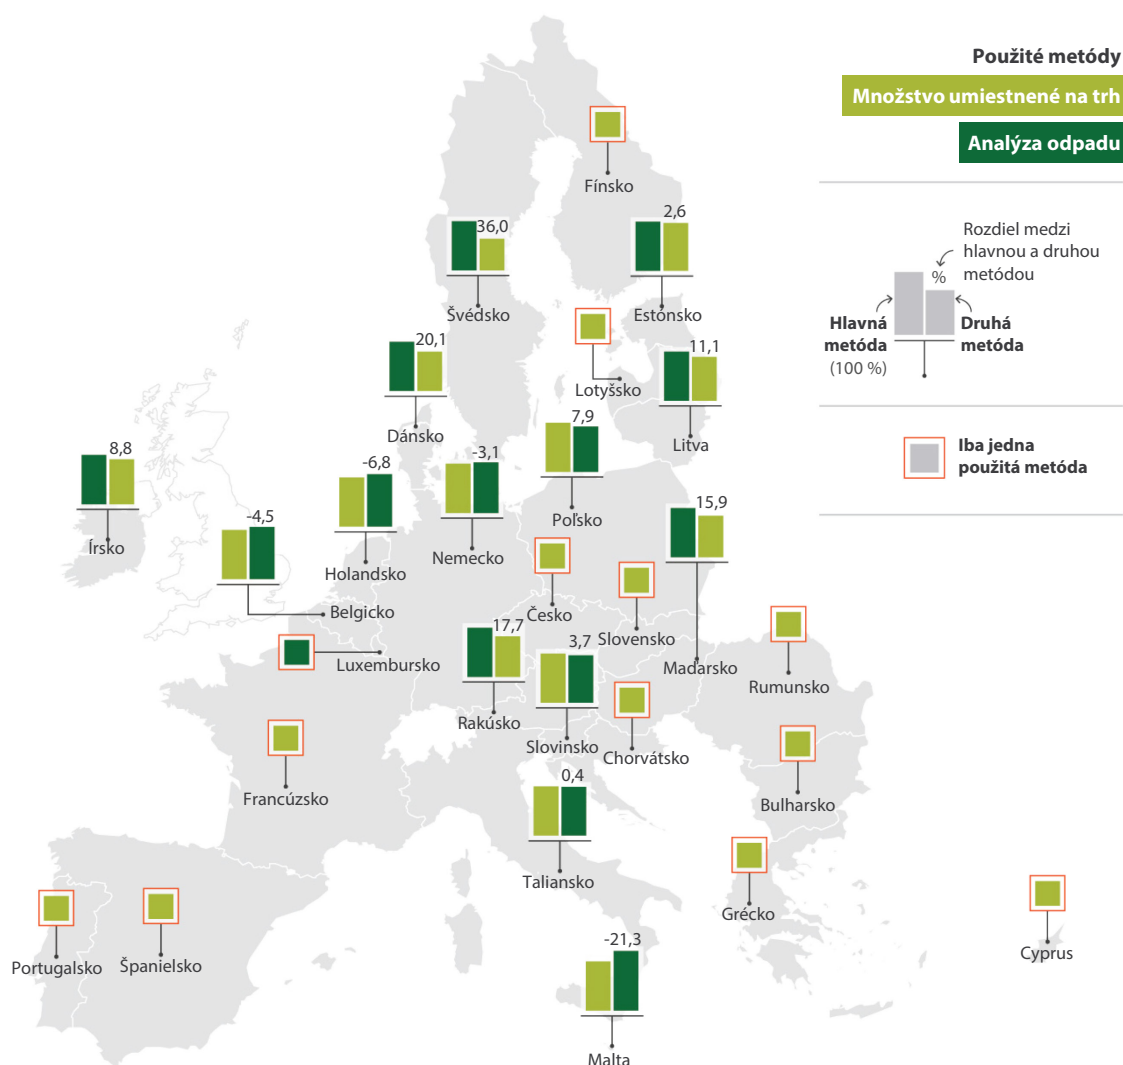 Použité metódy
Množstvo umiestnené na trh
Analýza odpadu
Rozdiel medzi
hlavnou a druhou
metódou
%
Hlavná
metóda
(100 %)
Druhá
metóda
Iba jedna
použitá metóda
Fínsko
36,0
Švédsko
2,6
Estónsko
Lotyšsko
20,1
Dánsko
11,1
Litva
7,9
Poľsko
8,8
Írsko
-4,5
Belgicko
-6,8
Holandsko
-3,1
Nemecko
15,9
Maďarsko
Česko
Slovensko
Luxembursko
17,7
Rakúsko
3,7
Slovinsko
Chorvátsko
Rumunsko
Francúzsko
Bulharsko
0,4
Taliansko
Grécko
Portugalsko
Španielsko
Cyprus
-21,3
Malta